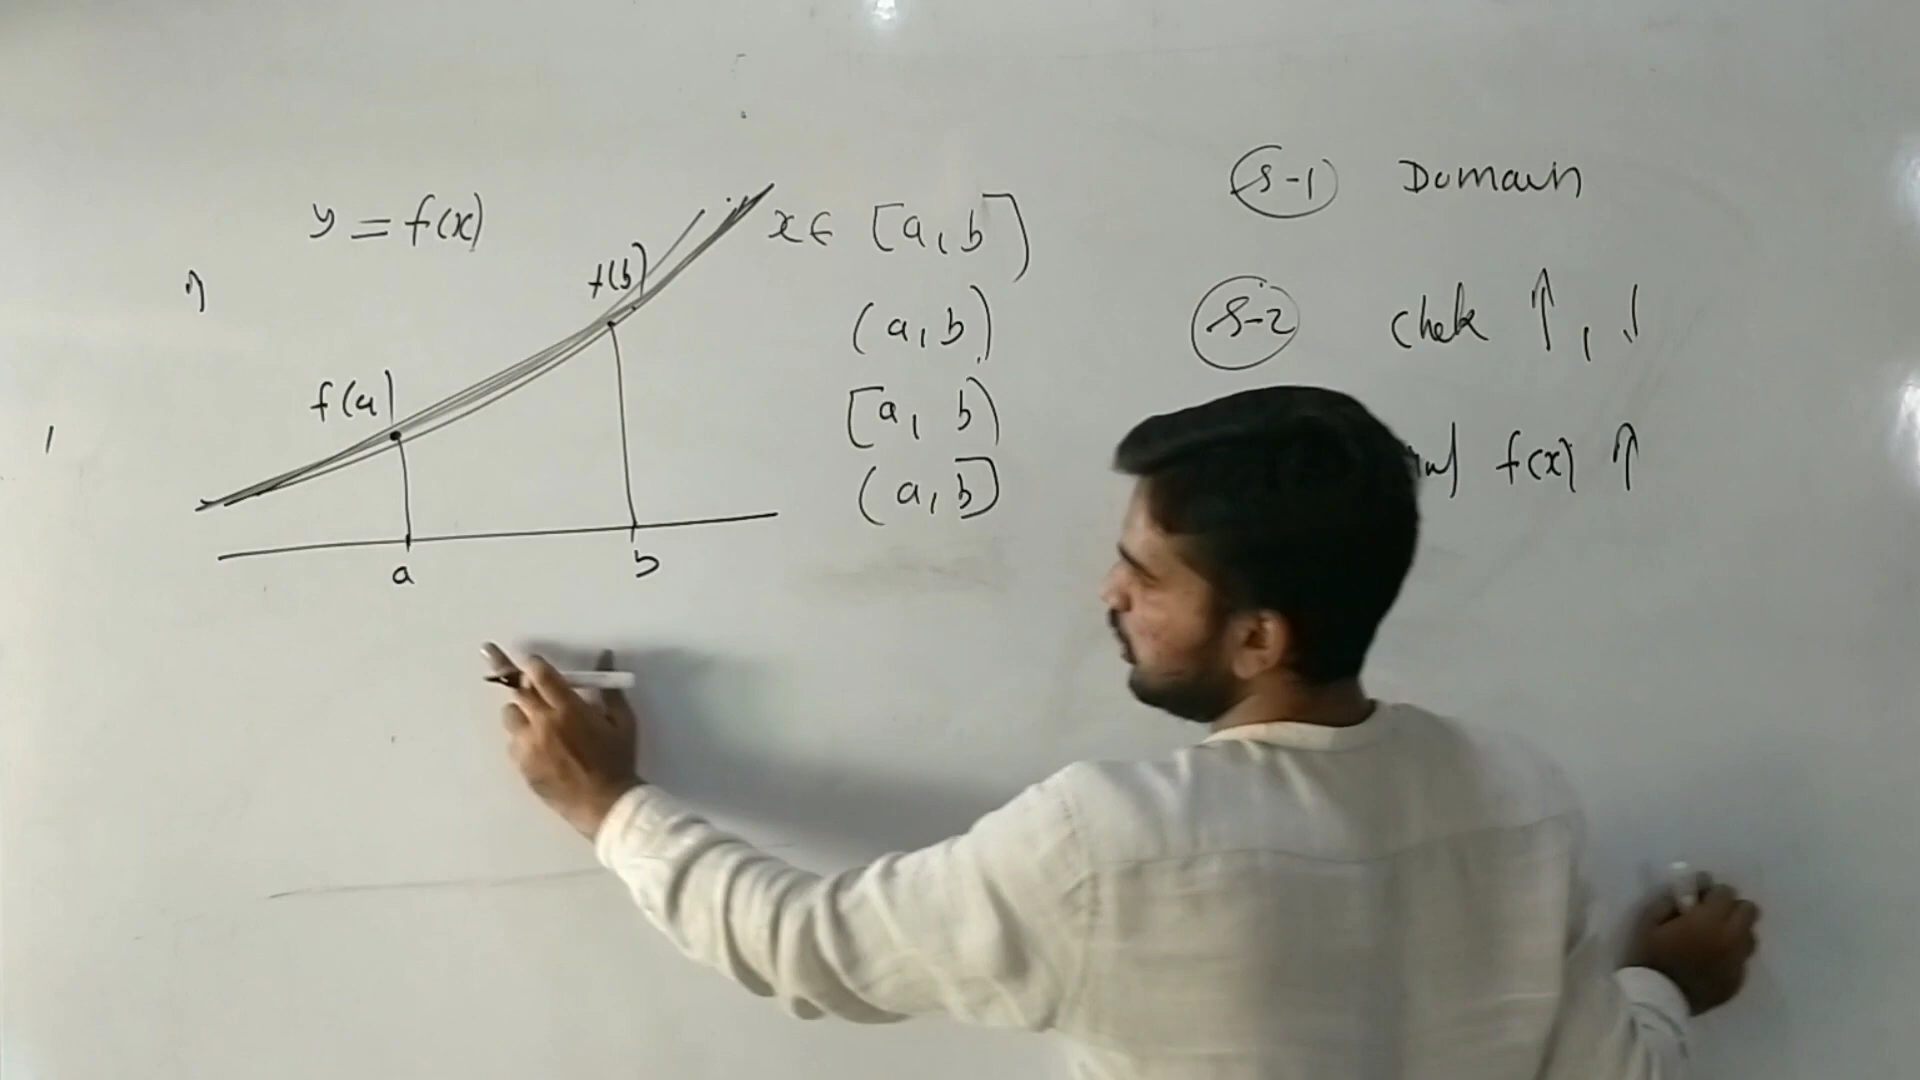 y = f(x)
f(b)
f(a)
a
b
x ∈ [a, b]
(a, b)
[a, b)
(a, b]
S-1 Domain
S-2 Chek ↑, ↓
f(x) ↑